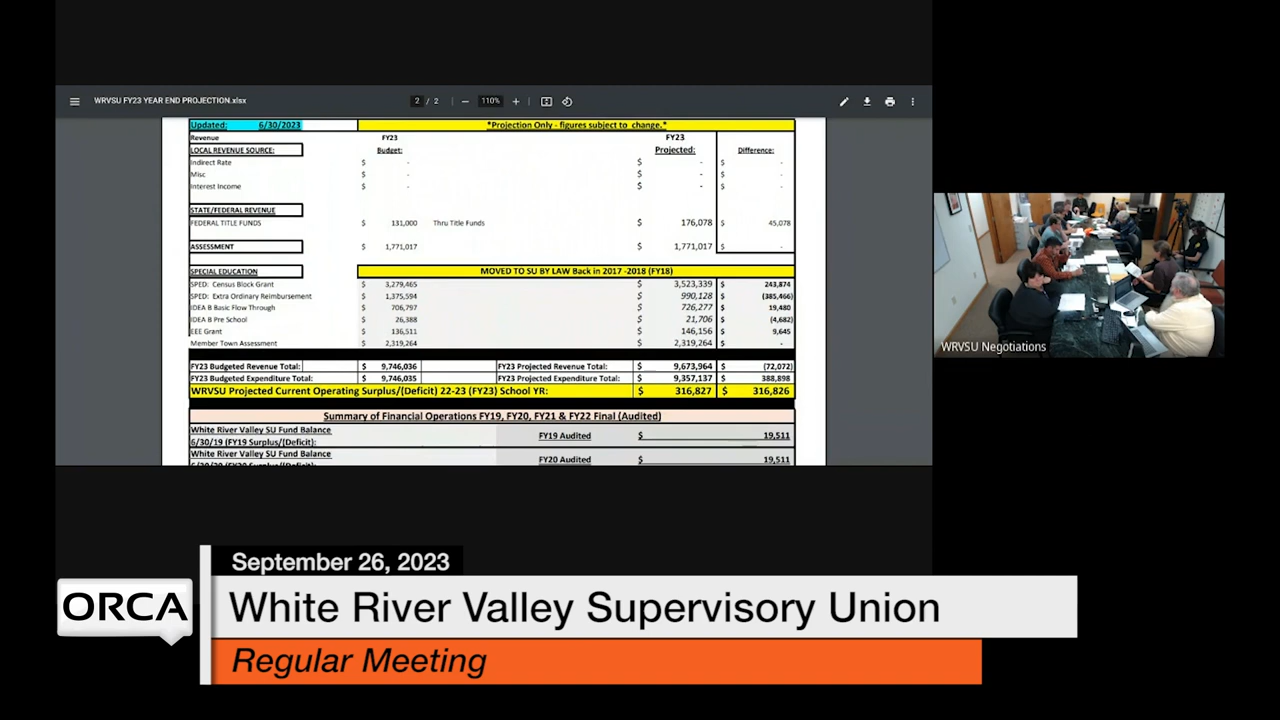 WRVSU FY23 YEAR END PROJECTION.xlsx 2 / 2 110%
Updated: 6/30/2023 *Projection Only - figures subject to change.*
Revenue FY23 FY23
LOCAL REVENUE SOURCE: Budget: Projected: Difference:
Indirect Rate $ - $ - $ -
Misc $ - $ - $ -
Interest Income $ - $ - $ -
STATE/FEDERAL REVENUE
FEDERAL TITLE FUNDS $ 131,000 Thru Title Funds $ 176,078 $ 45,078
ASSESSMENT $ 1,771,017 $ 1,771,017 $ -
SPECIAL EDUCATION MOVED TO SU BY LAW Back in 2017 -2018 (FY18)
SPED: Census Block Grant $ 3,279,465 $ 3,523,339 $ 243,874
SPED: Extra Ordinary Reimbursement $ 1,375,594 $ 990,128 $ (385,466)
IDEA B Basic Flow Through $ 706,797 $ 726,277 $ 19,480
IDEA B Pre School $ 26,388 $ 21,706 $ (4,682)
EEE Grant $ 136,511 $ 146,156 $ 9,645
Member Town Assessment $ 2,319,264 $ 2,319,264 $ -
FY23 Budgeted Revenue Total: $ 9,746,036 FY23 Projected Revenue Total: $ 9,673,964 $ (72,072)
FY23 Budgeted Expenditure Total: $ 9,746,035 FY23 Projected Expenditure Total: $ 9,357,137 $ 388,898
WRVSU Projected Current Operating Surplus/(Deficit) 22-23 (FY23) School YR: $ 316,827 $ 316,826
Summary of Financial Operations FY19, FY20, FY21 & FY22 Final (Audited)
White River Valley SU Fund Balance
6/30/19 (FY19 Surplus/(Deficit): FY19 Audited $ 19,511
White River Valley SU Fund Balance
FY20 Audited $ 19,511
WRVSU Negotiations
September 26, 2023
ORCA White River Valley Supervisory Union
Regular Meeting